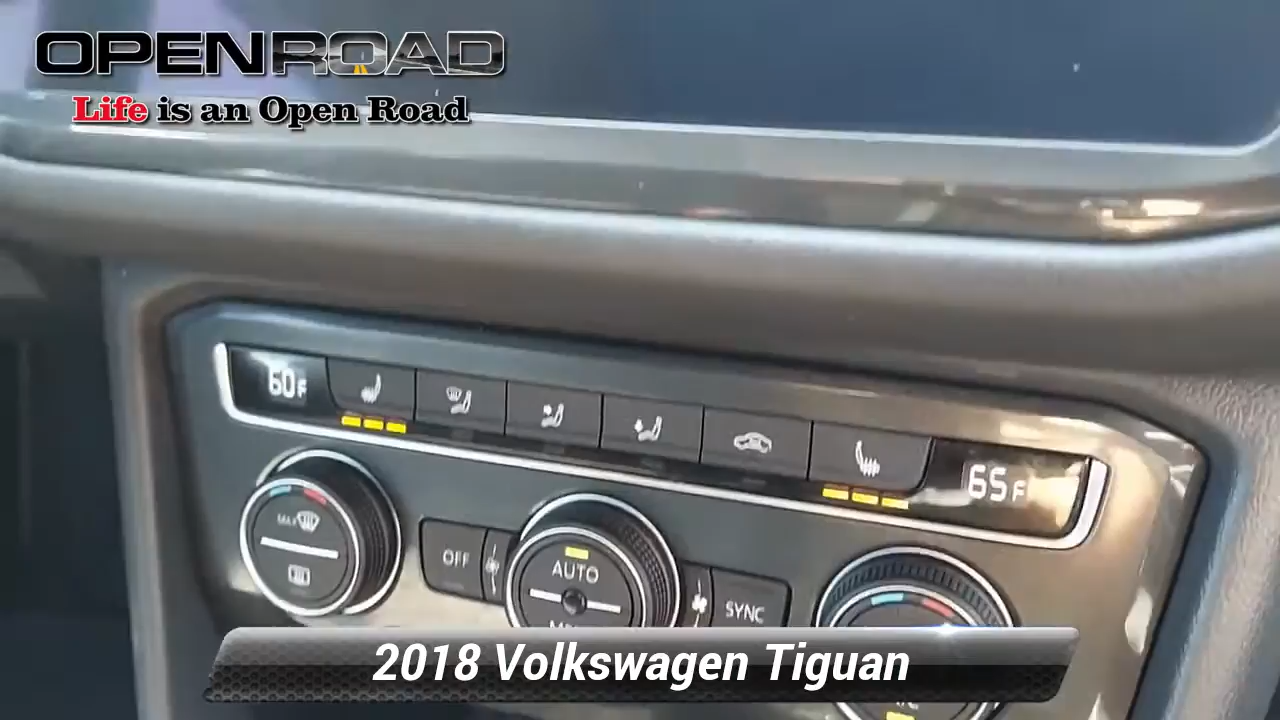 OPENROAD
Life is an Open Road
60F
65F
MAX
OFF
AUTO
SYNC
2018 Volkswagen Tiguan